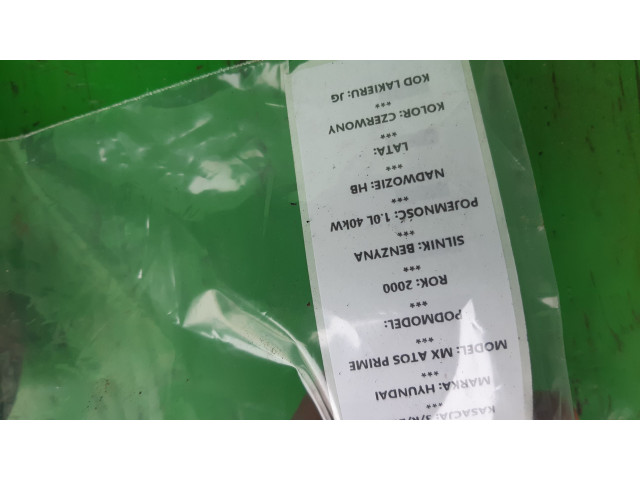 KASACJA: 3/K/
***
MARKA: HYUNDAI
***
MODEL: MX ATOS PRIME
***
PODMODEL:
***
ROK: 2000
***
SILNIK: BENZYNA
***
POJEMNOŚĆ: 1.0L 40kW
***
NADWOZIE: HB
***
LATA:
***
KOLOR: CZERWONY
***
KOD LAKIERU: JG